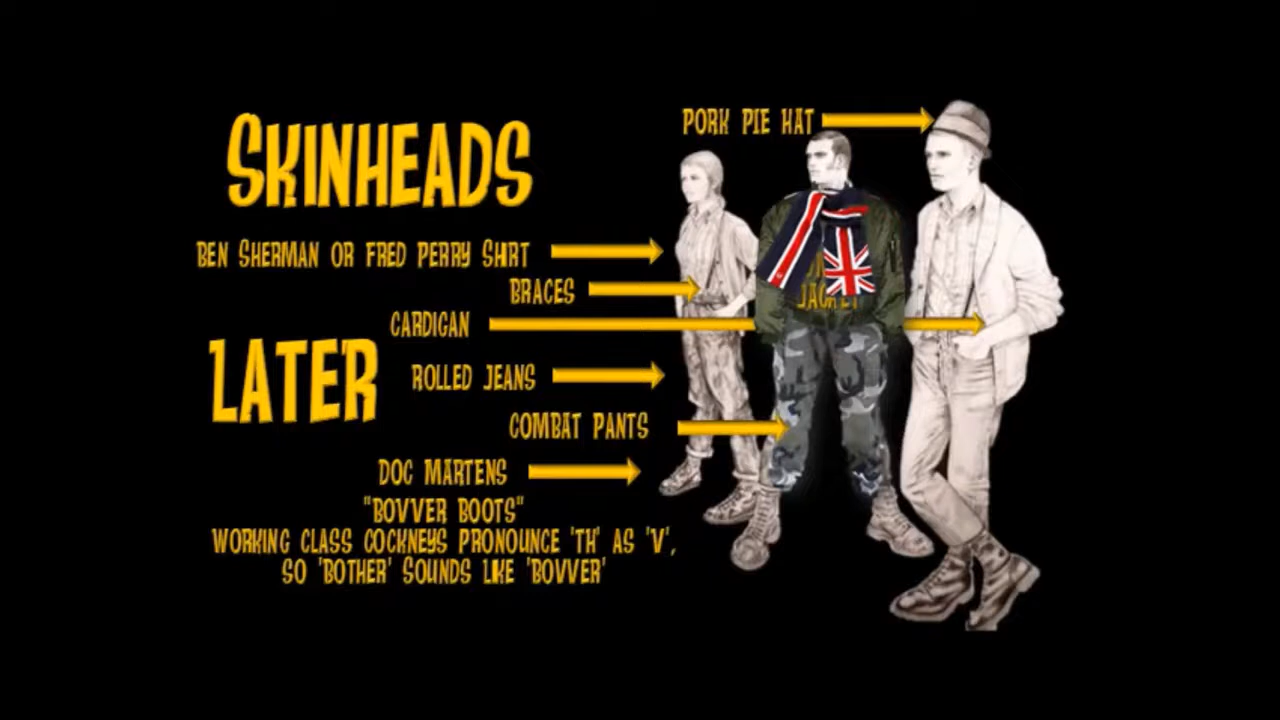 SKINHEADS
PORK PIE HAT
BEN SHERMAN OR FRED PERRY SHIRT
BRACES
JACKET
CARDIGAN
LATER
ROLLED JEANS
COMBAT PANTS
DOC MARTENS
"BOVVER BOOTS"
WORKING CLASS COCKNEYS PRONOUNCE 'TH' AS 'V',
SO 'BOTHER' SOUNDS LIKE 'BOVVER'